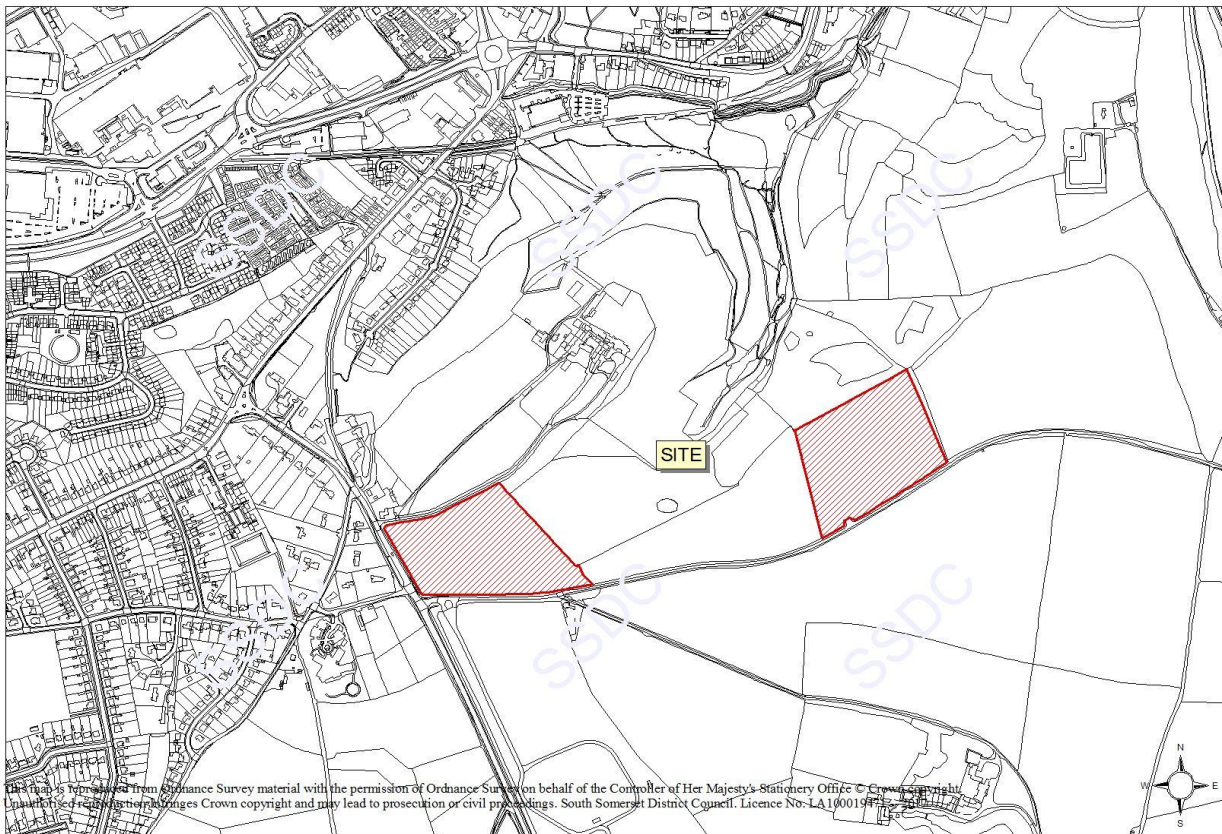 SSDC SSDC SSDC
SITE
SSDC SSDC SSDC
N
W E
S
This map is reproduced from Ordnance Survey material with the permission of Ordnance Survey on behalf of the Controller of Her Majesty's Stationery Office © Crown copyright.
Unauthorised reproduction infringes Crown copyright and may lead to prosecution or civil proceedings. South Somerset District Council. Licence No. LA100019471